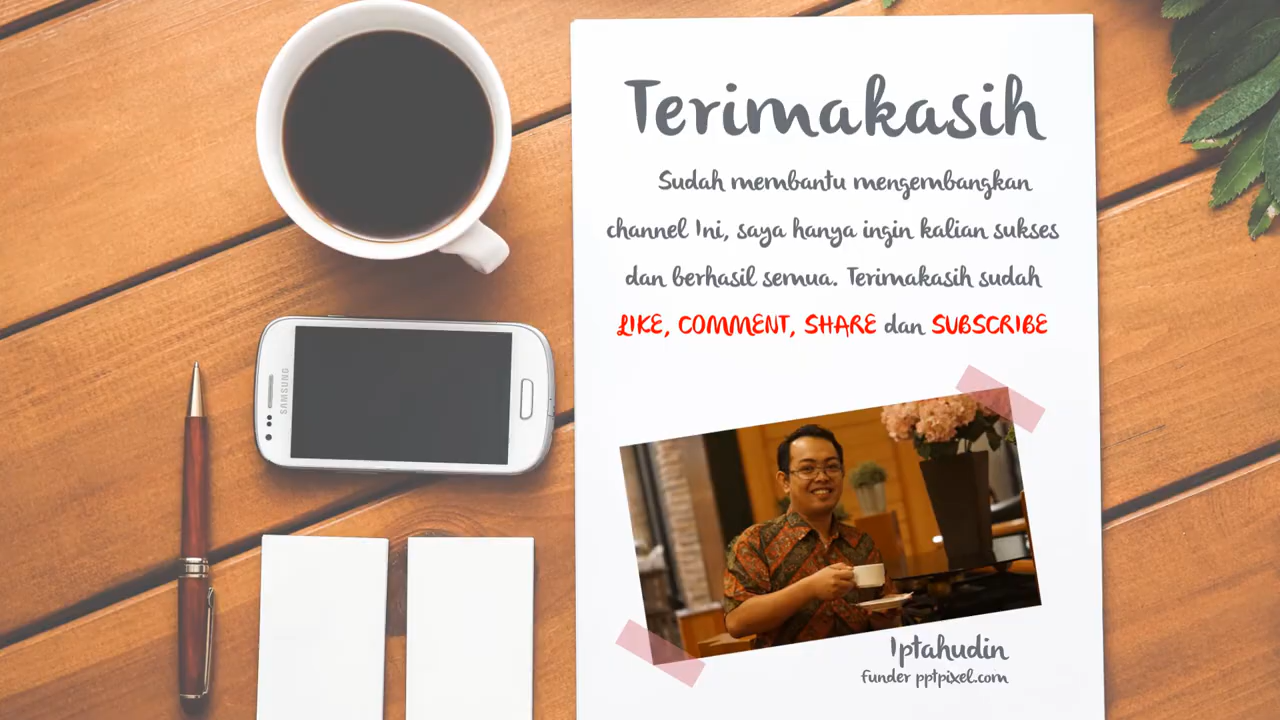 Terimakasih
Sudah membantu mengembangkan
channel Ini, saya hanya ingin kalian sukses
dan berhasil semua. Terimakasih sudah
LIKE, COMMENT, SHARE dan SUBSCRIBE
SAMSUNG
Iptahudin
funder pptpixel.com